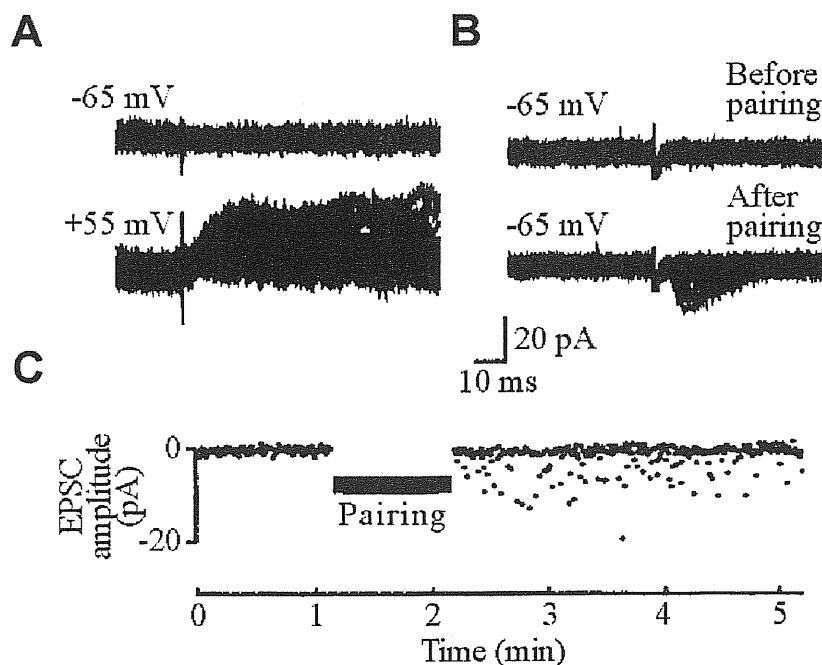 A
-65 mV
+55 mV
B
Before
pairing
-65 mV
After
pairing
-65 mV
20 pA
10 ms
C
EPSC
amplitude
(pA)
0
-20
Pairing
0 1 2 3 4 5
Time (min)